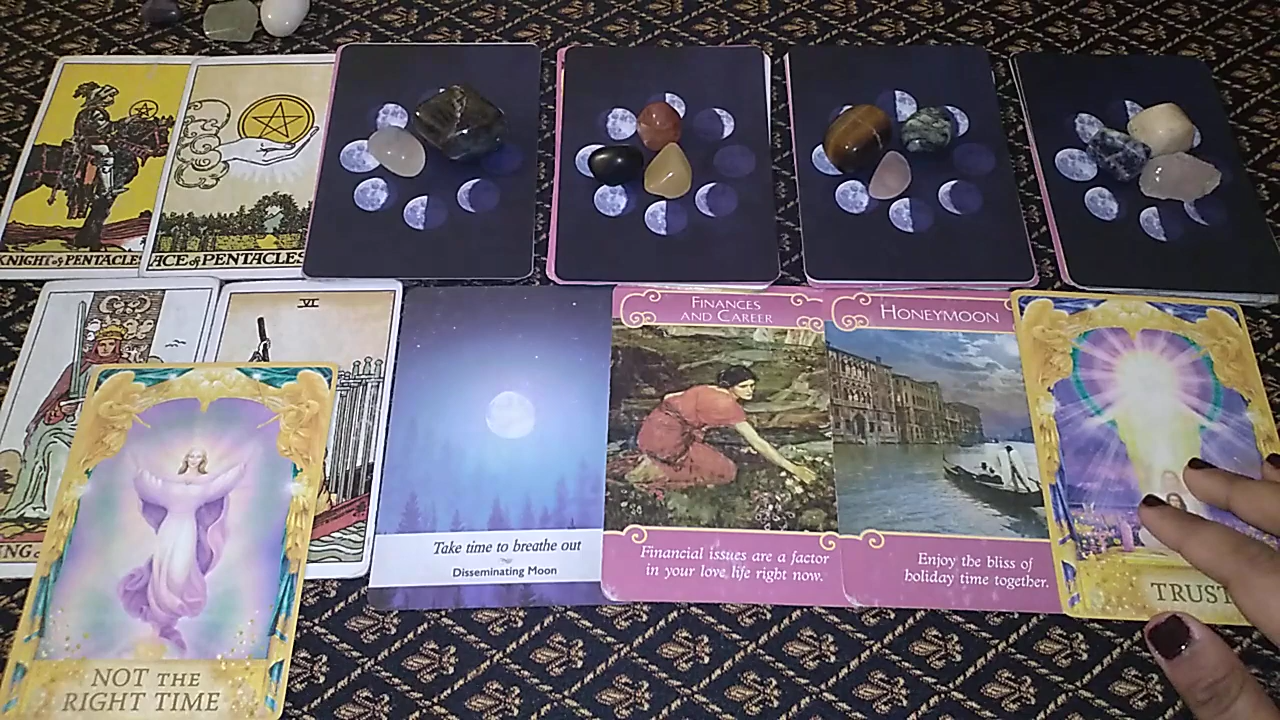 KNIGHT of PENTACLES
ACE of PENTACLES
VI
FINANCES
AND CAREER
HONEYMOON
Take time to breathe out
Disseminating Moon
Financial issues are a factor
in your love life right now.
Enjoy the bliss of
holiday time together.
TRUST
NOT THE
RIGHT TIME